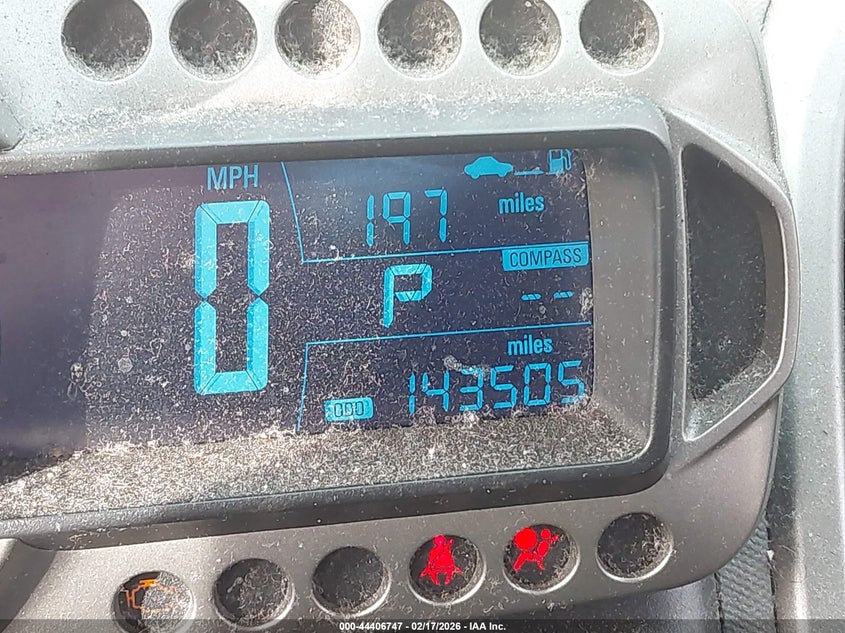 MPH
0
197 miles
COMPASS
P --
miles
ODO 143505
000-44406747 - 02/17/2026 - IAA Inc.